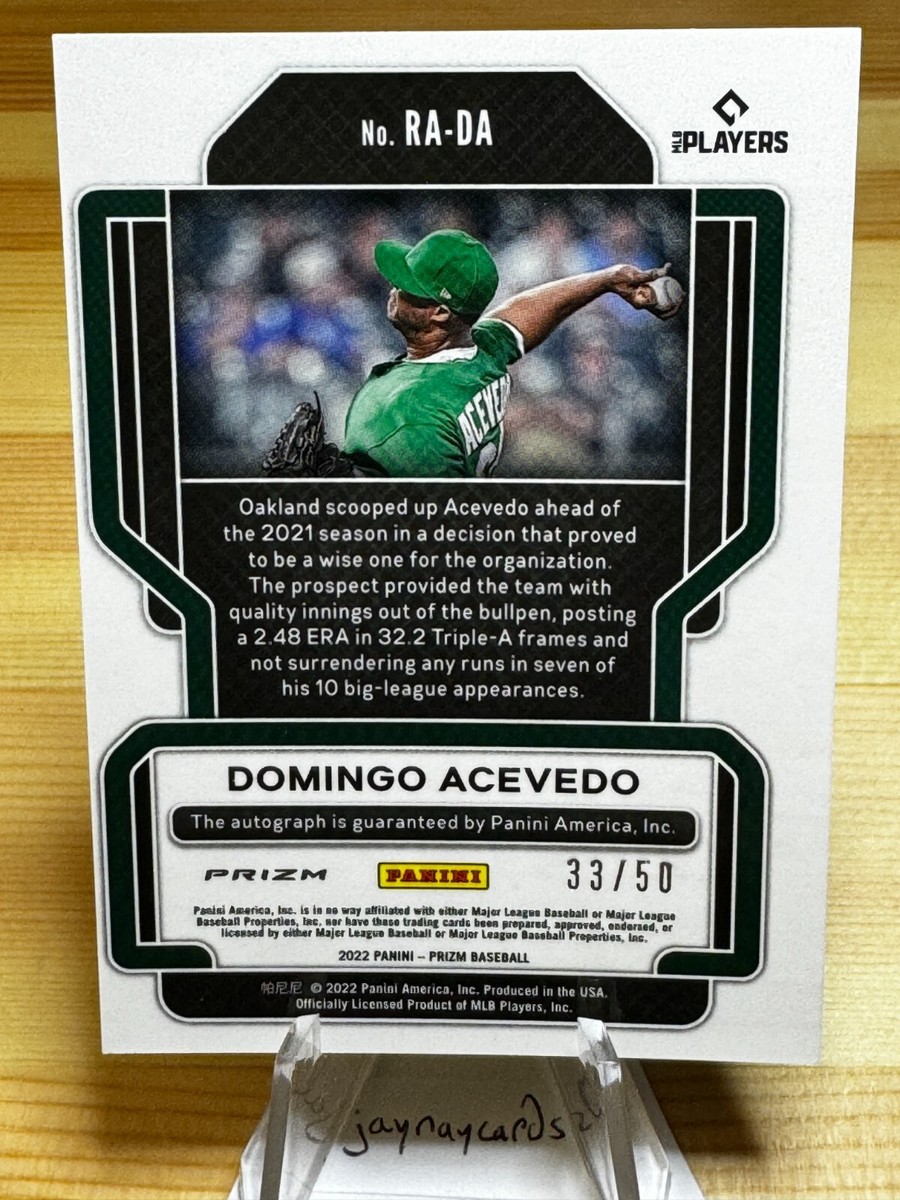 No. RA-DA
MLB PLAYERS
Oakland scooped up Acevedo ahead of
the 2021 season in a decision that proved
to be a wise one for the organization.
The prospect provided the team with
quality innings out of the bullpen, posting
a 2.48 ERA in 32.2 Triple-A frames and
not surrendering any runs in seven of
his 10 big-league appearances.
DOMINGO ACEVEDO
The autograph is guaranteed by Panini America, Inc.
PRIZM PANINI 33/50
Panini America, Inc. is in no way affiliated with either Major League Baseball or Major League
Baseball Properties, Inc. nor have these trading cards been prepared, approved, endorsed, or
licensed by either Major League Baseball or Major League Baseball Properties, Inc.
2022 PANINI – PRIZM BASEBALL
帕尼尼 © 2022 Panini America, Inc. Produced in the USA.
Officially Licensed Product of MLB Players, Inc.
jaynaycards